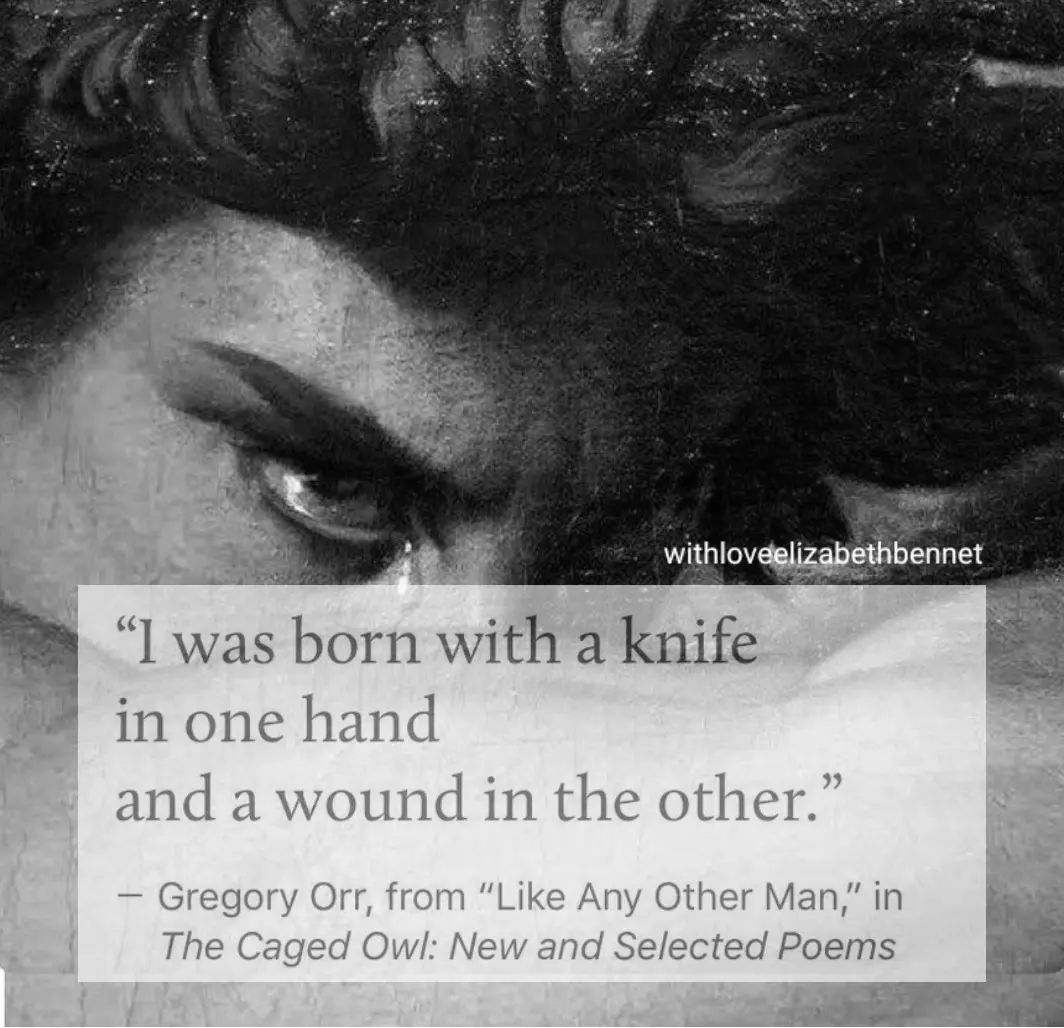 withloveelizabethbennet
“I was born with a knife
in one hand
and a wound in the other.”
— Gregory Orr, from “Like Any Other Man,” in
The Caged Owl: New and Selected Poems